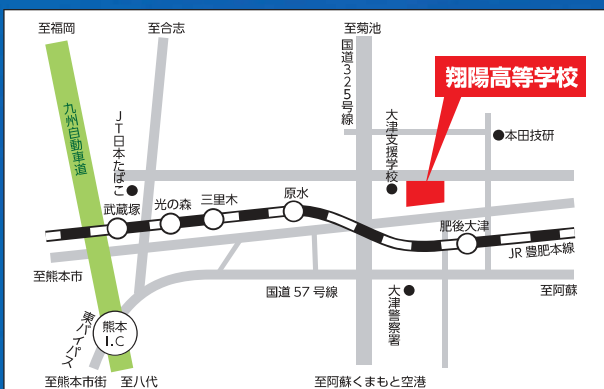 至福岡
至合志
至菊池
国道325号線
翔陽高等学校
九州自動車道
JT日本たばこ
大津支援学校
本田技研
武蔵塚
光の森
三里木
原水
肥後大津
JR豊肥本線
至熊本市
国道57号線
大津警察署
至阿蘇
熊本
I.C
東バイパス
至熊本市街
至八代
至阿蘇くまもと空港